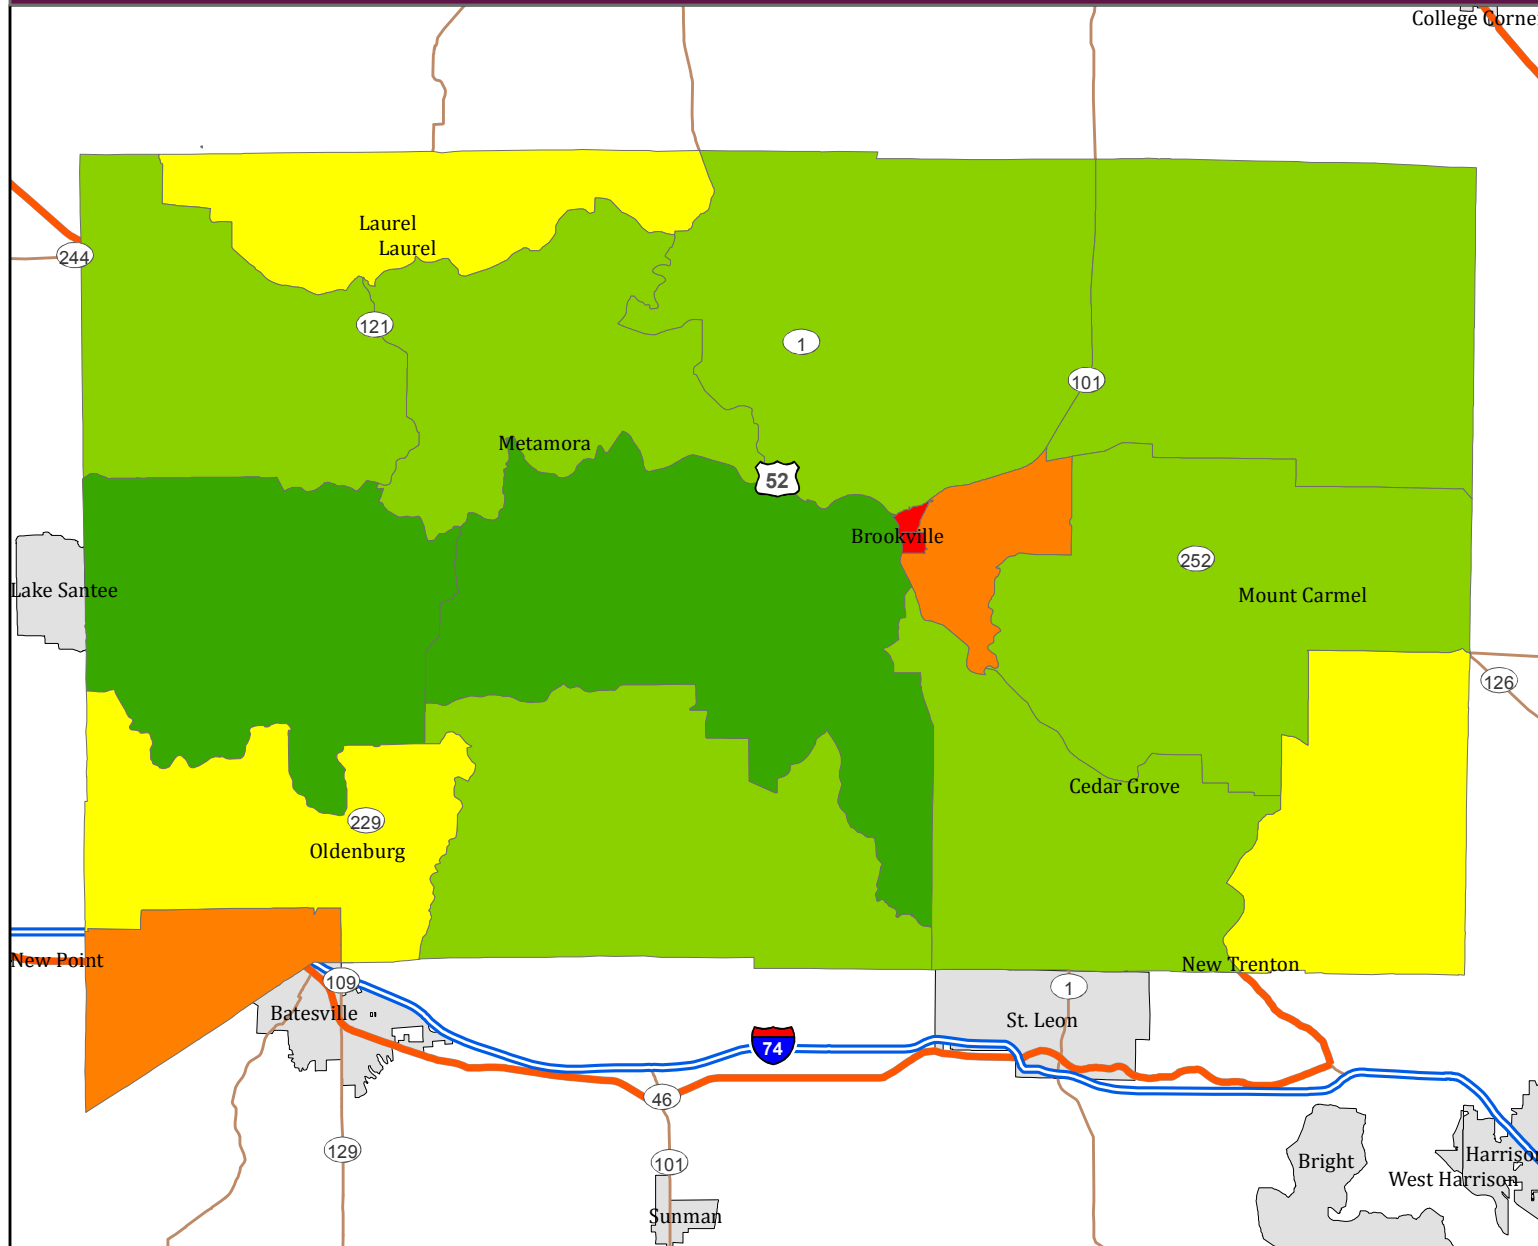 College Corne
Laurel
Laurel
244
121
1
101
Metamora
52
Brookville
252
Lake Santee
Mount Carmel
126
Cedar Grove
229
Oldenburg
New Point
New Trenton
109
1
Batesville
St. Leon
74
46
129
101
Bright
Harrison
West Harrison
Sunman